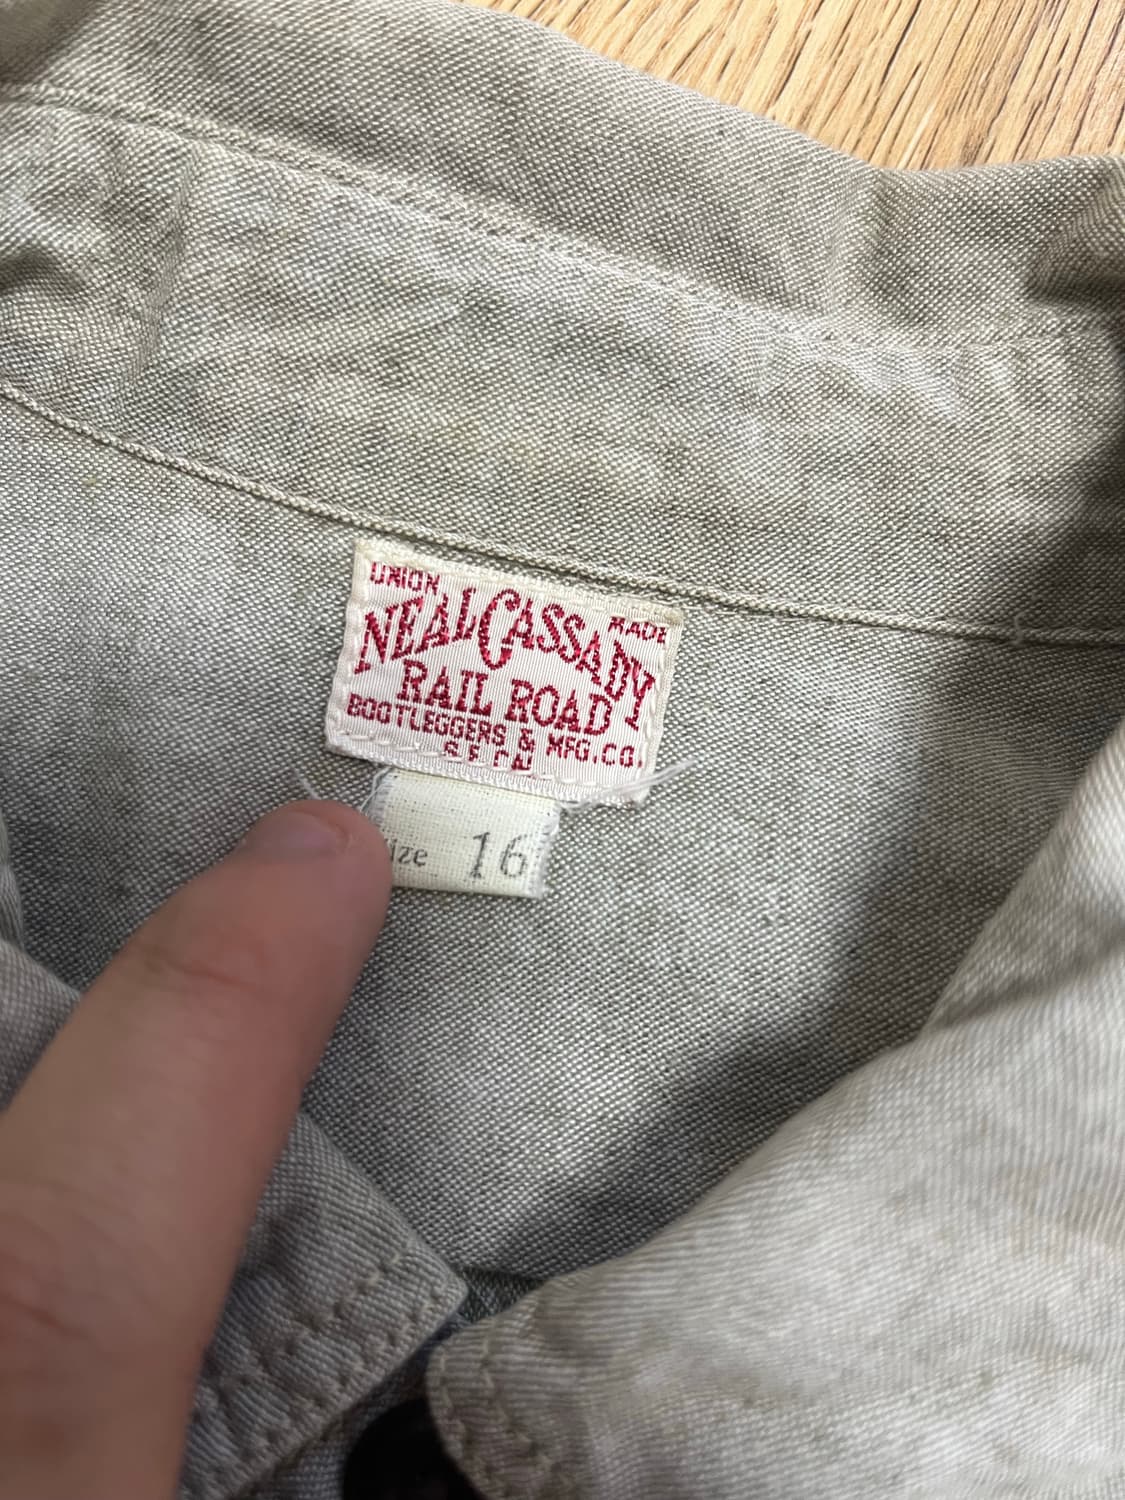 UNION
MADE
NEAL CASSADY
RAIL ROAD
BOOTLEGGERS & MFG.CO.
S.F. CAL
ize 16